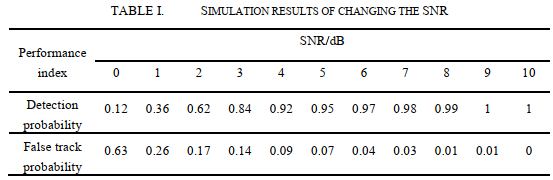 TABLE I. SIMULATION RESULTS OF CHANGING THE SNR
Performance index SNR/dB
0 1 2 3 4 5 6 7 8 9 10
Detection probability 0.12 0.36 0.62 0.84 0.92 0.95 0.97 0.98 0.99 1 1
False track probability 0.63 0.26 0.17 0.14 0.09 0.07 0.04 0.03 0.01 0.01 0